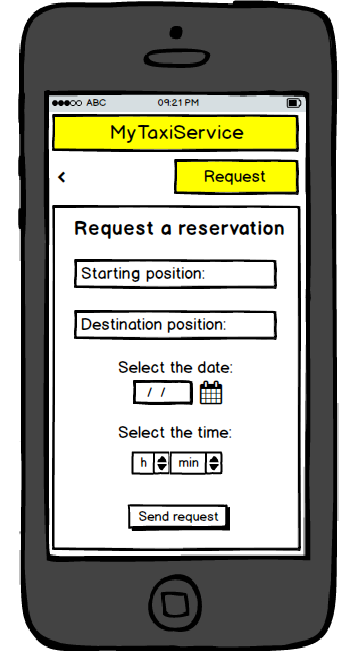 ABC 09:21 PM
MyTaxiService
< Request
Request a reservation
Starting position:
Destination position:
Select the date:
/ /
Select the time:
h min
Send request